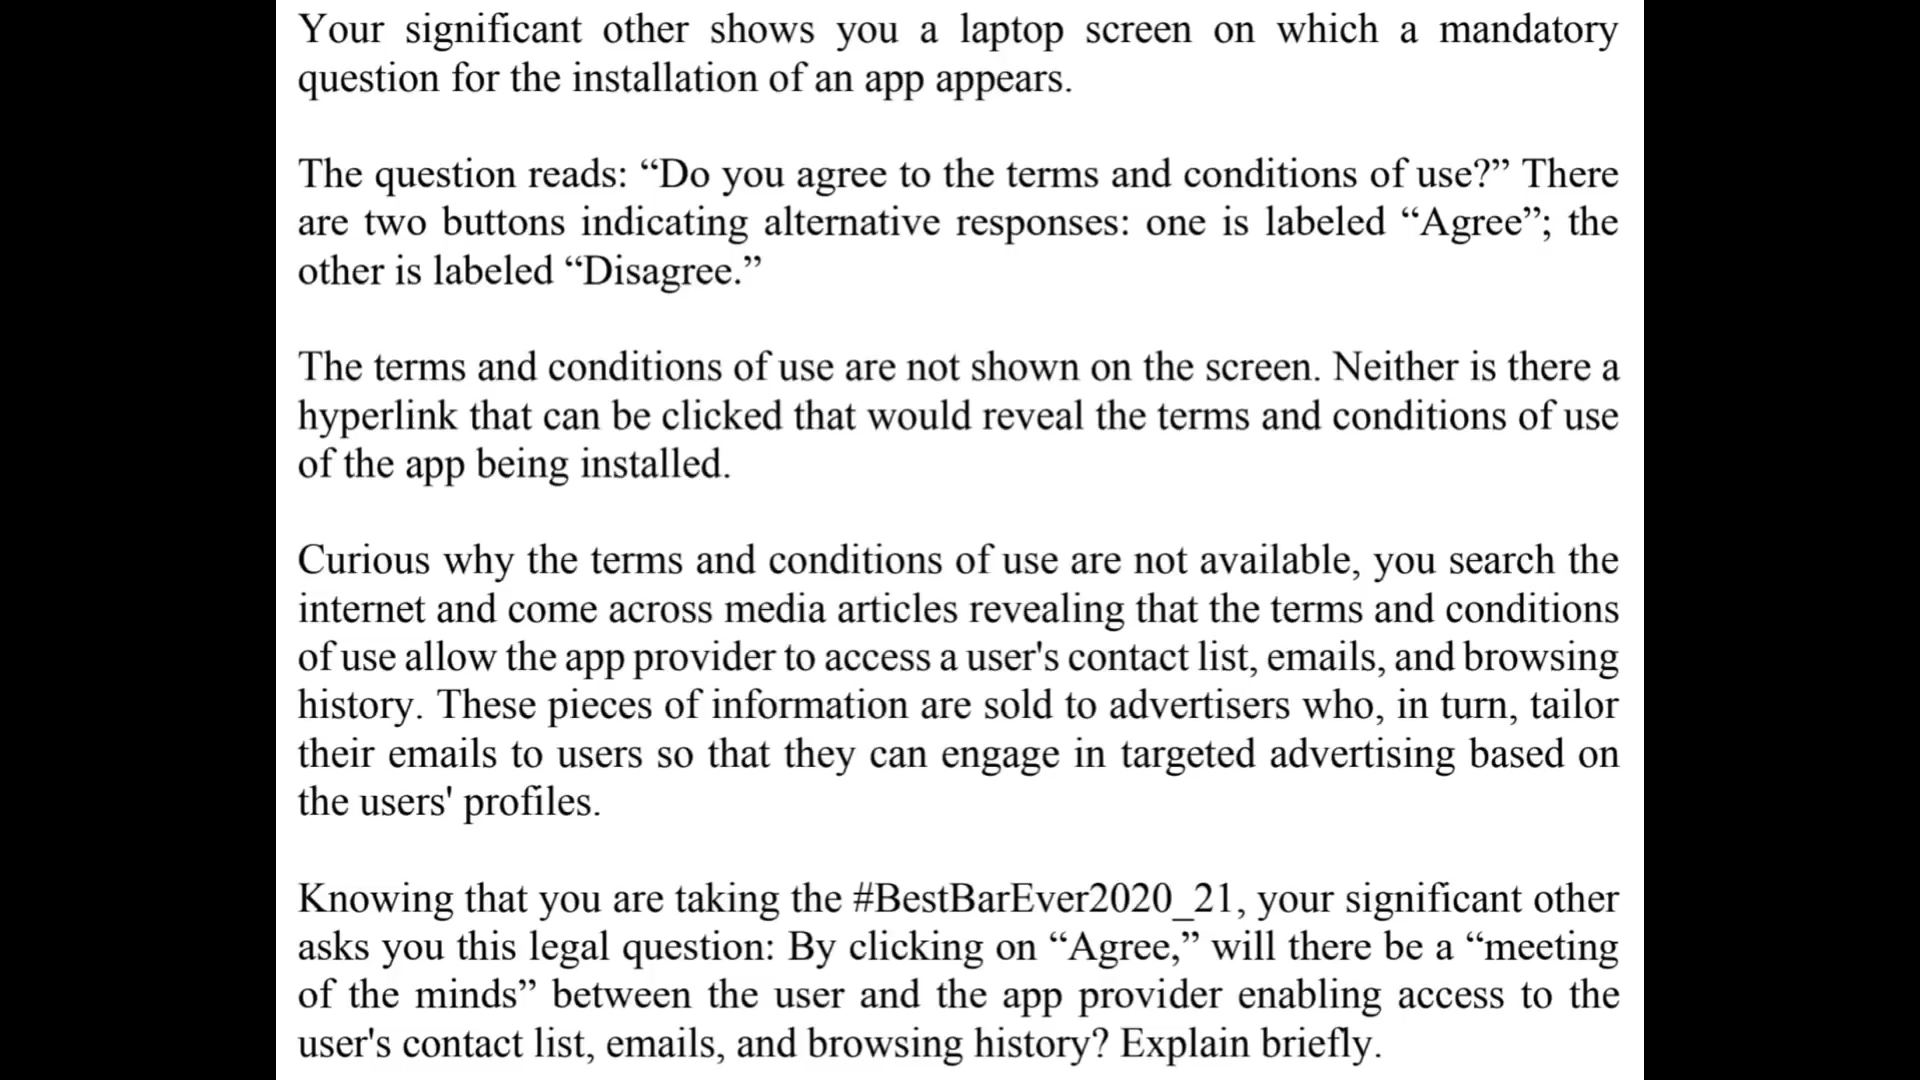 Your significant other shows you a laptop screen on which a mandatory
question for the installation of an app appears.
The question reads: “Do you agree to the terms and conditions of use?” There
are two buttons indicating alternative responses: one is labeled “Agree”; the
other is labeled “Disagree.”
The terms and conditions of use are not shown on the screen. Neither is there a
hyperlink that can be clicked that would reveal the terms and conditions of use
of the app being installed.
Curious why the terms and conditions of use are not available, you search the
internet and come across media articles revealing that the terms and conditions
of use allow the app provider to access a user's contact list, emails, and browsing
history. These pieces of information are sold to advertisers who, in turn, tailor
their emails to users so that they can engage in targeted advertising based on
the users' profiles.
Knowing that you are taking the #BestBarEver2020_21, your significant other
asks you this legal question: By clicking on “Agree,” will there be a “meeting
of the minds” between the user and the app provider enabling access to the
user's contact list, emails, and browsing history? Explain briefly.